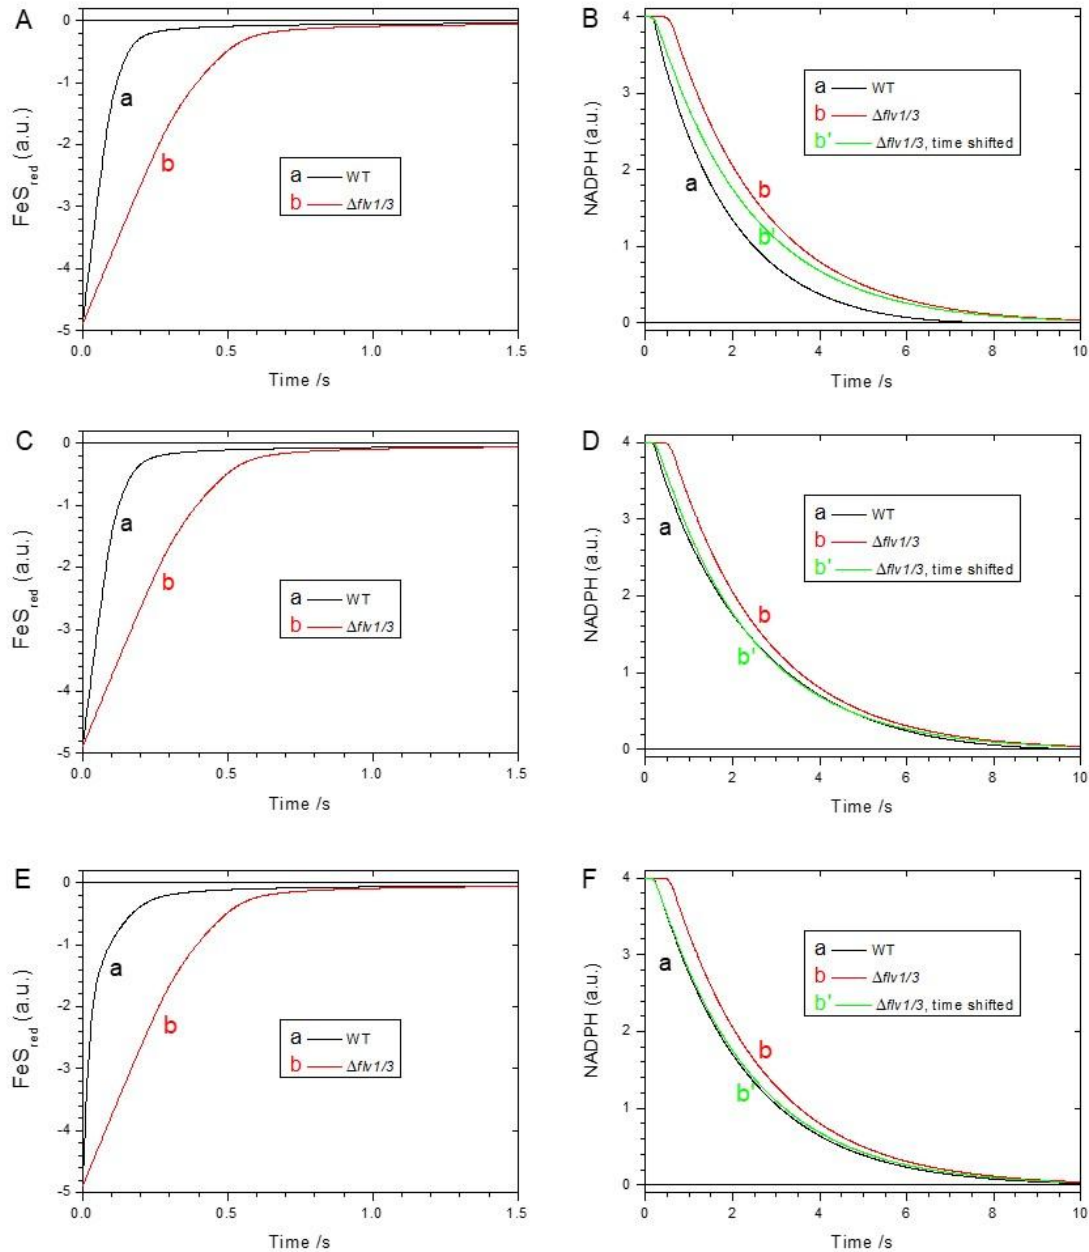 A
FeS_red (a.u.)
0
-1
-2
-3
-4
-5
a
b
a — WT
b — Δflv1/3
0.0 0.5 1.0 1.5
Time /s
B
NADPH (a.u.)
4
3
2
1
0
a
b
b'
a — WT
b — Δflv1/3
b' — Δflv1/3, time shifted
0 2 4 6 8 10
Time /s
C
FeS_red (a.u.)
0
-1
-2
-3
-4
-5
a
b
a — WT
b — Δflv1/3
0.0 0.5 1.0 1.5
Time /s
D
NADPH (a.u.)
4
3
2
1
0
a
b
b'
a — WT
b — Δflv1/3
b' — Δflv1/3, time shifted
0 2 4 6 8 10
Time /s
E
FeS_red (a.u.)
0
-1
-2
-3
-4
-5
a
b
a — WT
b — Δflv1/3
0.0 0.5 1.0 1.5
Time /s
F
NADPH (a.u.)
4
3
2
1
0
a
b
b'
a — WT
b — Δflv1/3
b' — Δflv1/3, time shifted
0 2 4 6 8 10
Time /s